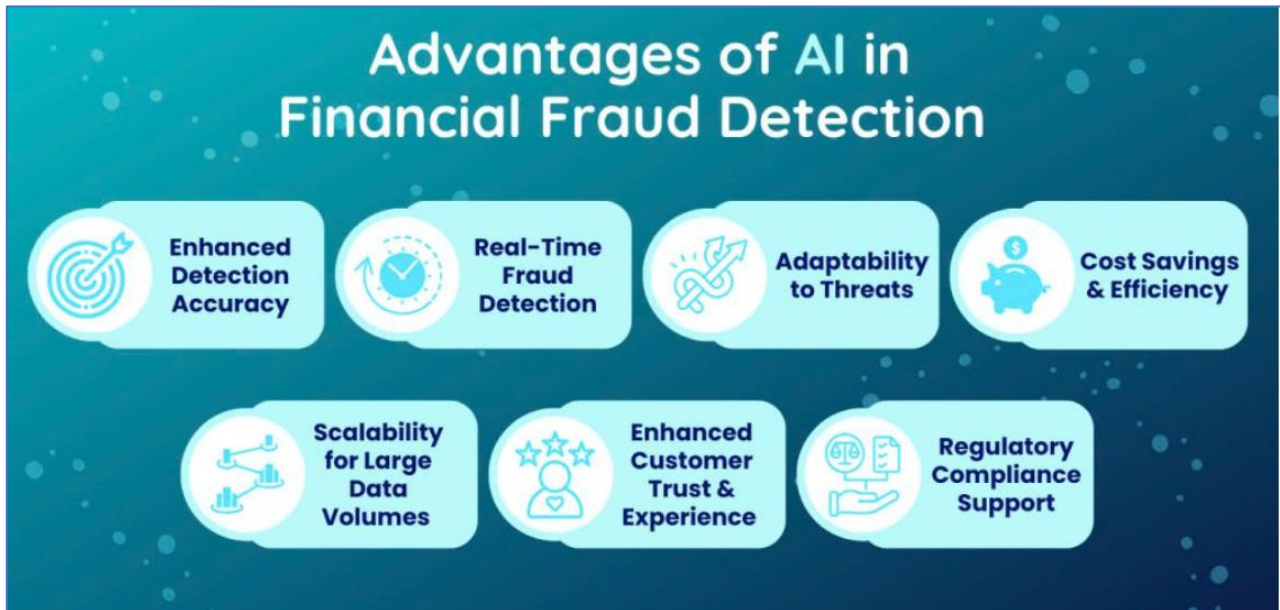 Advantages of AI in
Financial Fraud Detection
Enhanced
Detection
Accuracy
Real-Time
Fraud
Detection
Adaptability
to Threats
$
Cost Savings
& Efficiency
Scalability
for Large
Data
Volumes
Enhanced
Customer
Trust &
Experience
Regulatory
Compliance
Support